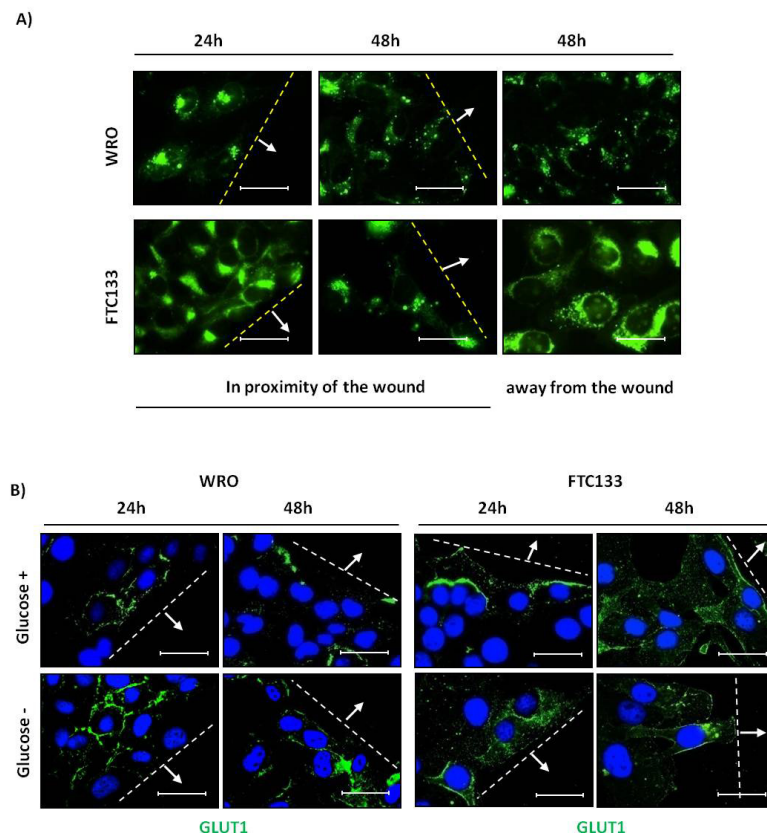 A)
24h 48h 48h
WRO
FTC133
In proximity of the wound away from the wound
B)
WRO FTC133
24h 48h 24h 48h
Glucose +
Glucose -
GLUT1 GLUT1